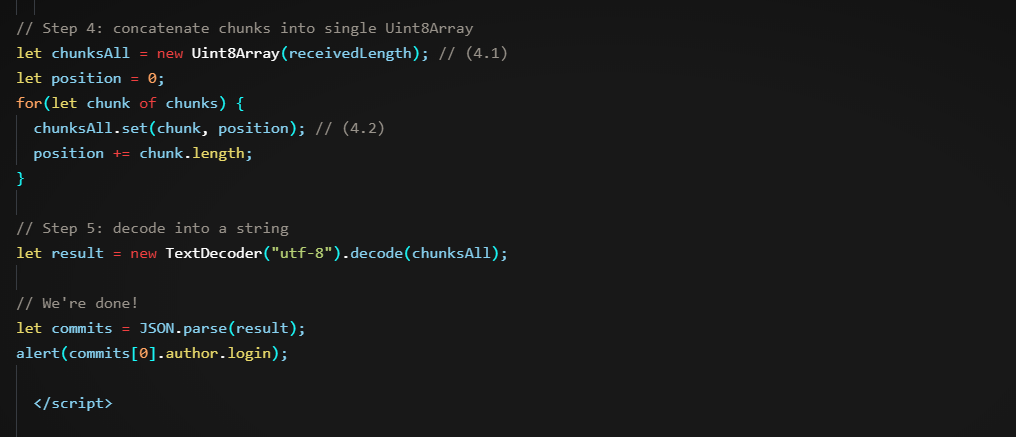 // Step 4: concatenate chunks into single Uint8Array
let chunksAll = new Uint8Array(receivedLength); // (4.1)
let position = 0;
for(let chunk of chunks) {
  chunksAll.set(chunk, position); // (4.2)
  position += chunk.length;
}
// Step 5: decode into a string
let result = new TextDecoder("utf-8").decode(chunksAll);
// We're done!
let commits = JSON.parse(result);
alert(commits[0].author.login);
  </script>